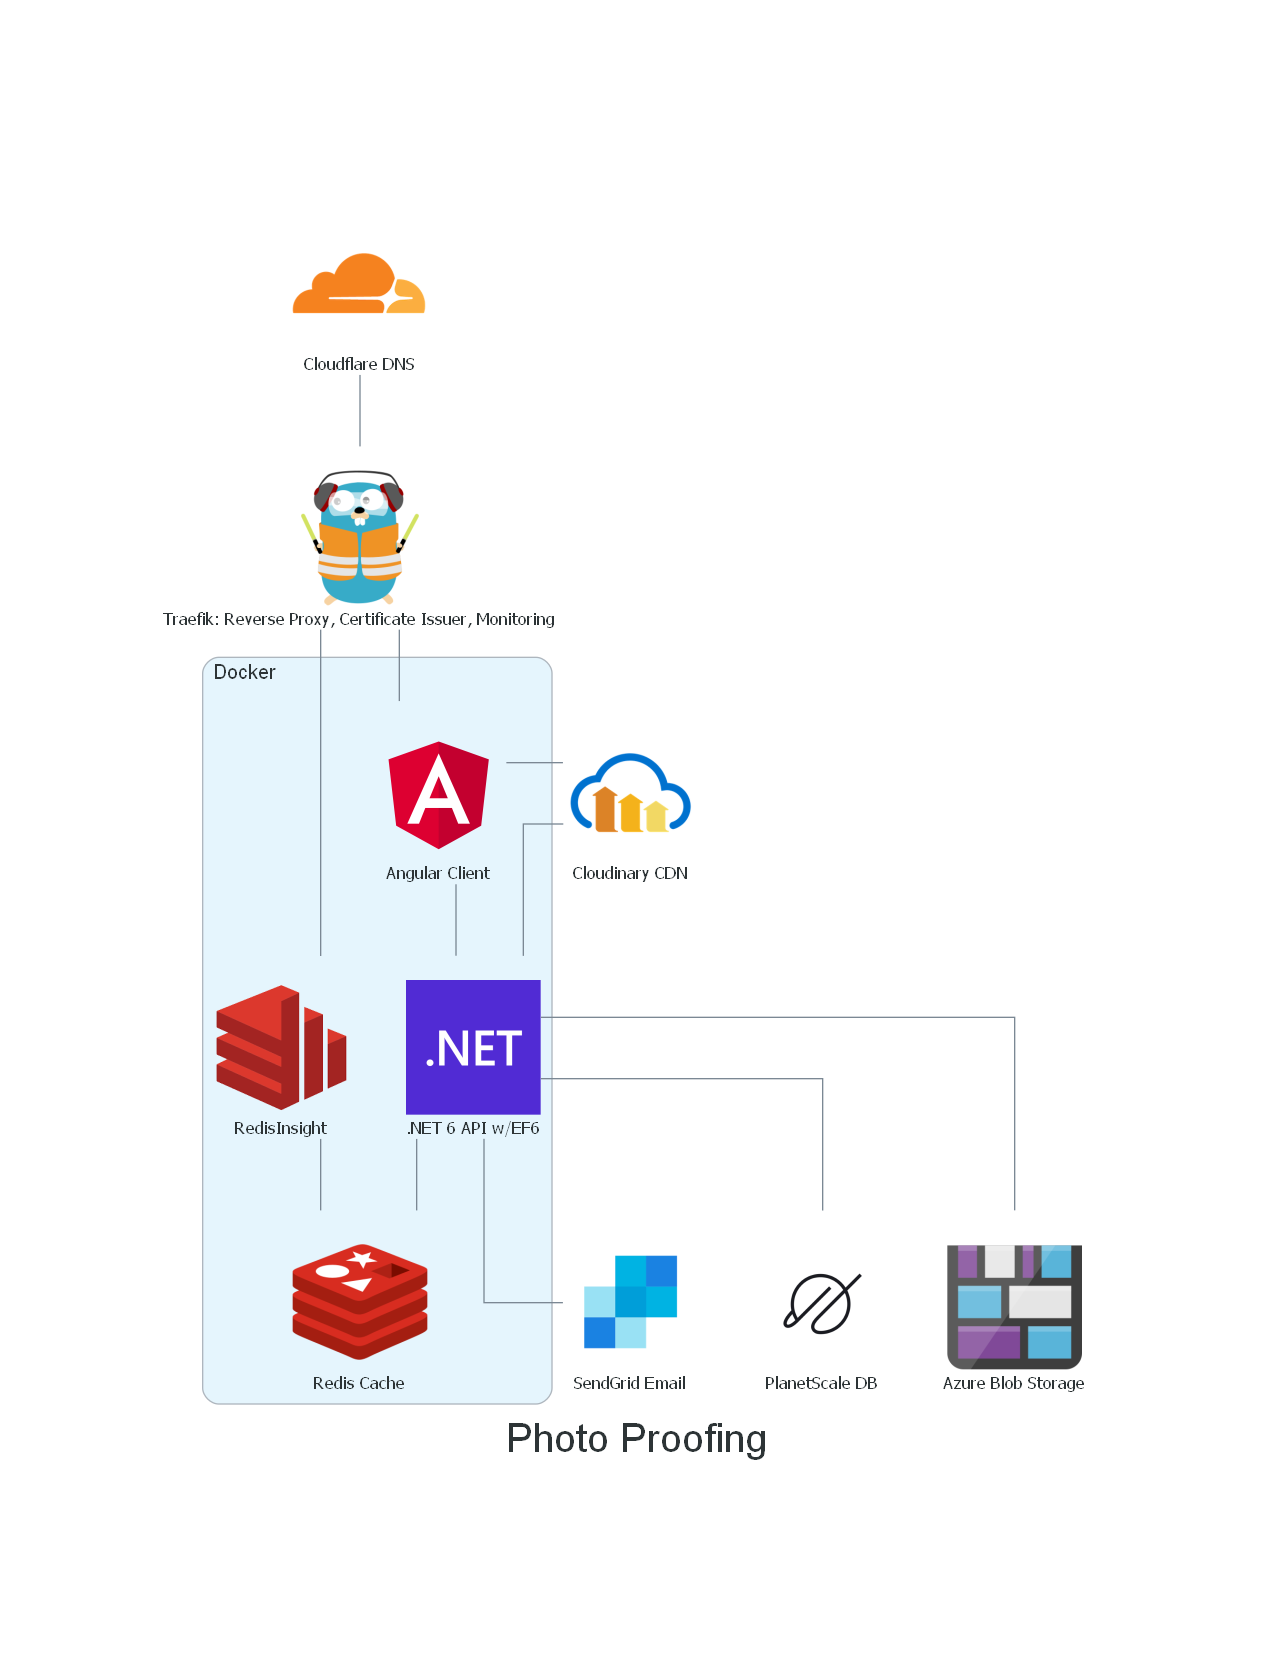 Cloudflare DNS
Traefik: Reverse Proxy, Certificate Issuer, Monitoring
Docker
Angular Client
Cloudinary CDN
.NET
RedisInsight
.NET 6 API w/EF6
Redis Cache
SendGrid Email
PlanetScale DB
Azure Blob Storage
Photo Proofing